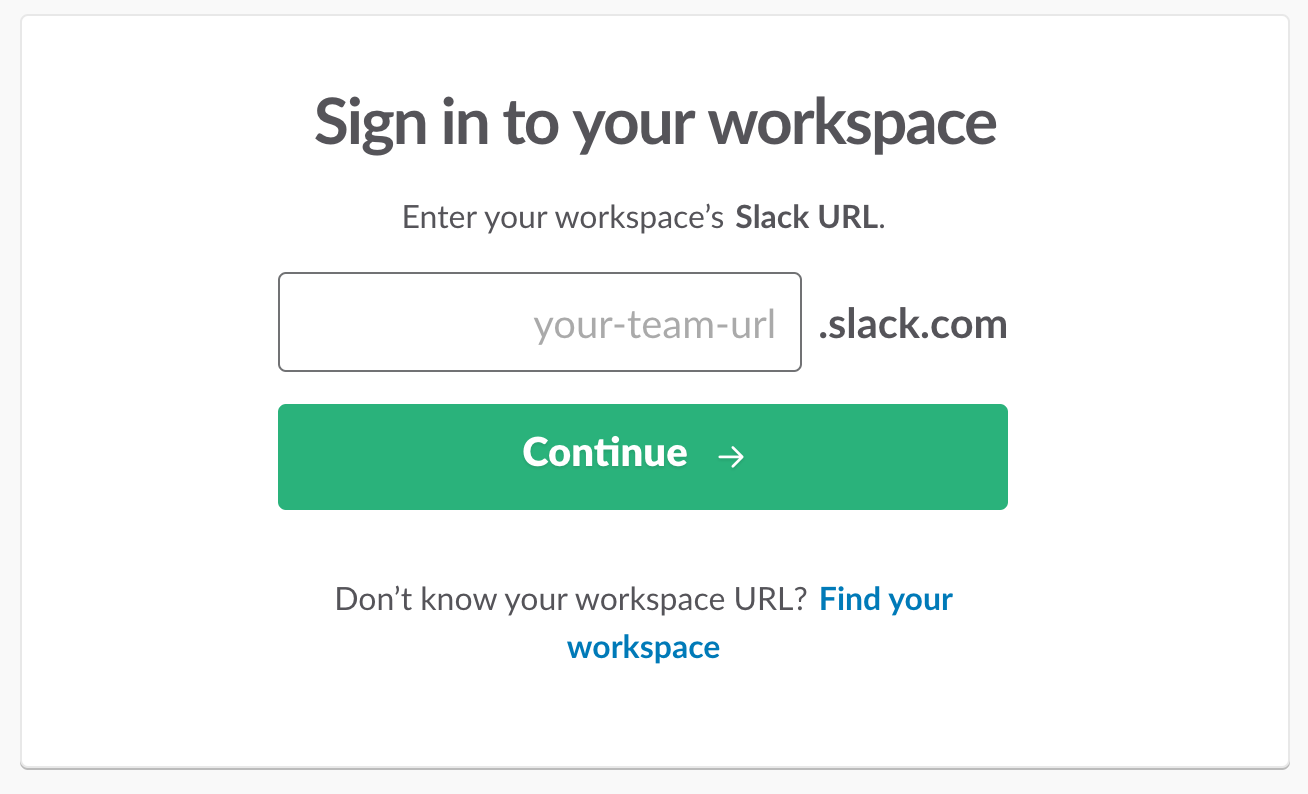 Sign in to your workspace
Enter your workspace’s Slack URL.
your-team-url .slack.com
Continue →
Don’t know your workspace URL? Find your
workspace